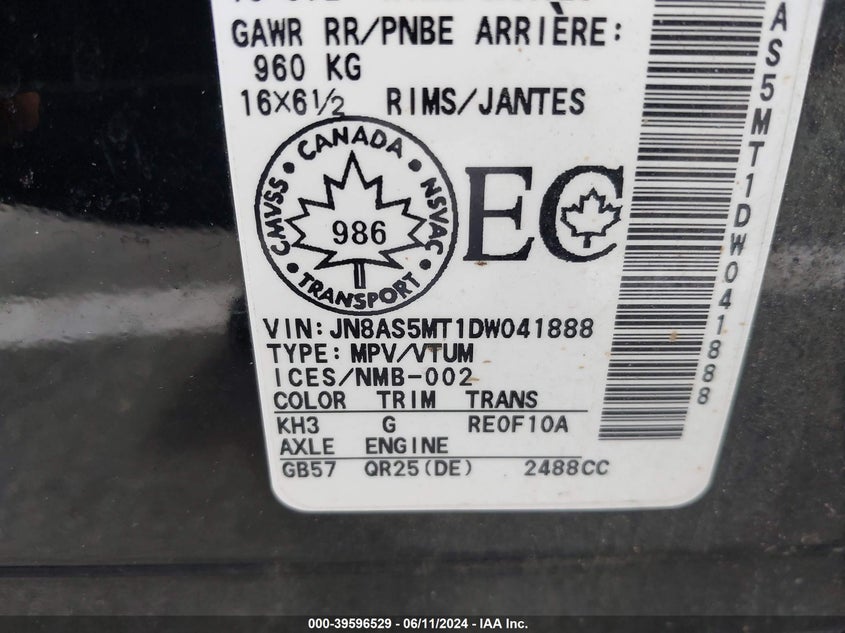 GAWR RR/PNBE ARRIÈRE:
960 KG
16X6½ RIMS/JANTES
CANADA
CMVSS • NSVAC
986
TRANSPORT
EC
VIN: JN8AS5MT1DW041888
TYPE: MPV/VTUM
ICES/NMB-002
COLOR TRIM TRANS
KH3 G RE0F10A
AXLE ENGINE
GB57 QR25(DE) 2488CC
AS5MT1DW041888
000-39596529 - 06/11/2024 - IAA Inc.